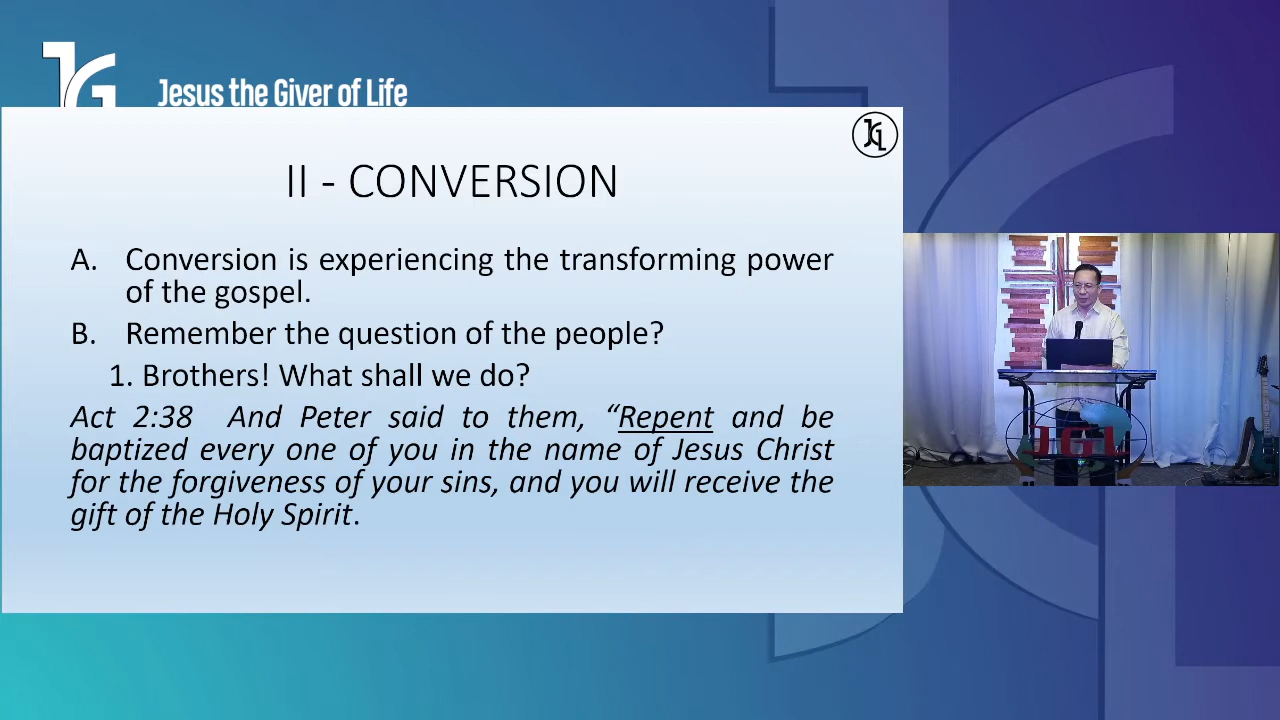 Jesus the Giver of Life
II - CONVERSION
A. Conversion is experiencing the transforming power
of the gospel.
B. Remember the question of the people?
1. Brothers! What shall we do?
Act 2:38 And Peter said to them, “Repent and be
baptized every one of you in the name of Jesus Christ
for the forgiveness of your sins, and you will receive the
gift of the Holy Spirit.
JGL